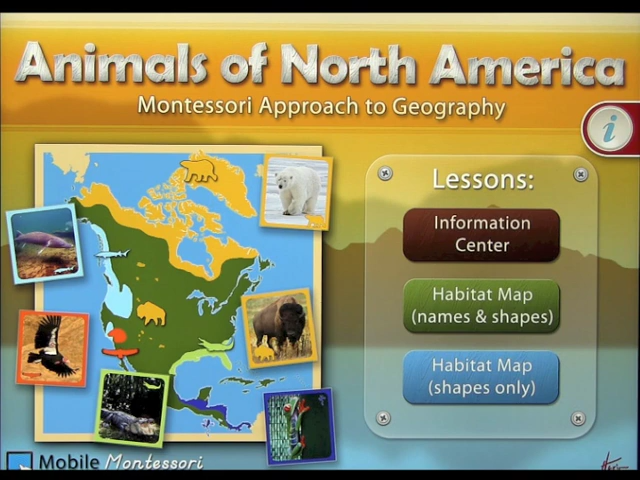 Animals of North America
Montessori Approach to Geography
i
Lessons:
Information
Center
Habitat Map
(names & shapes)
Habitat Map
(shapes only)
Mobile Montessori